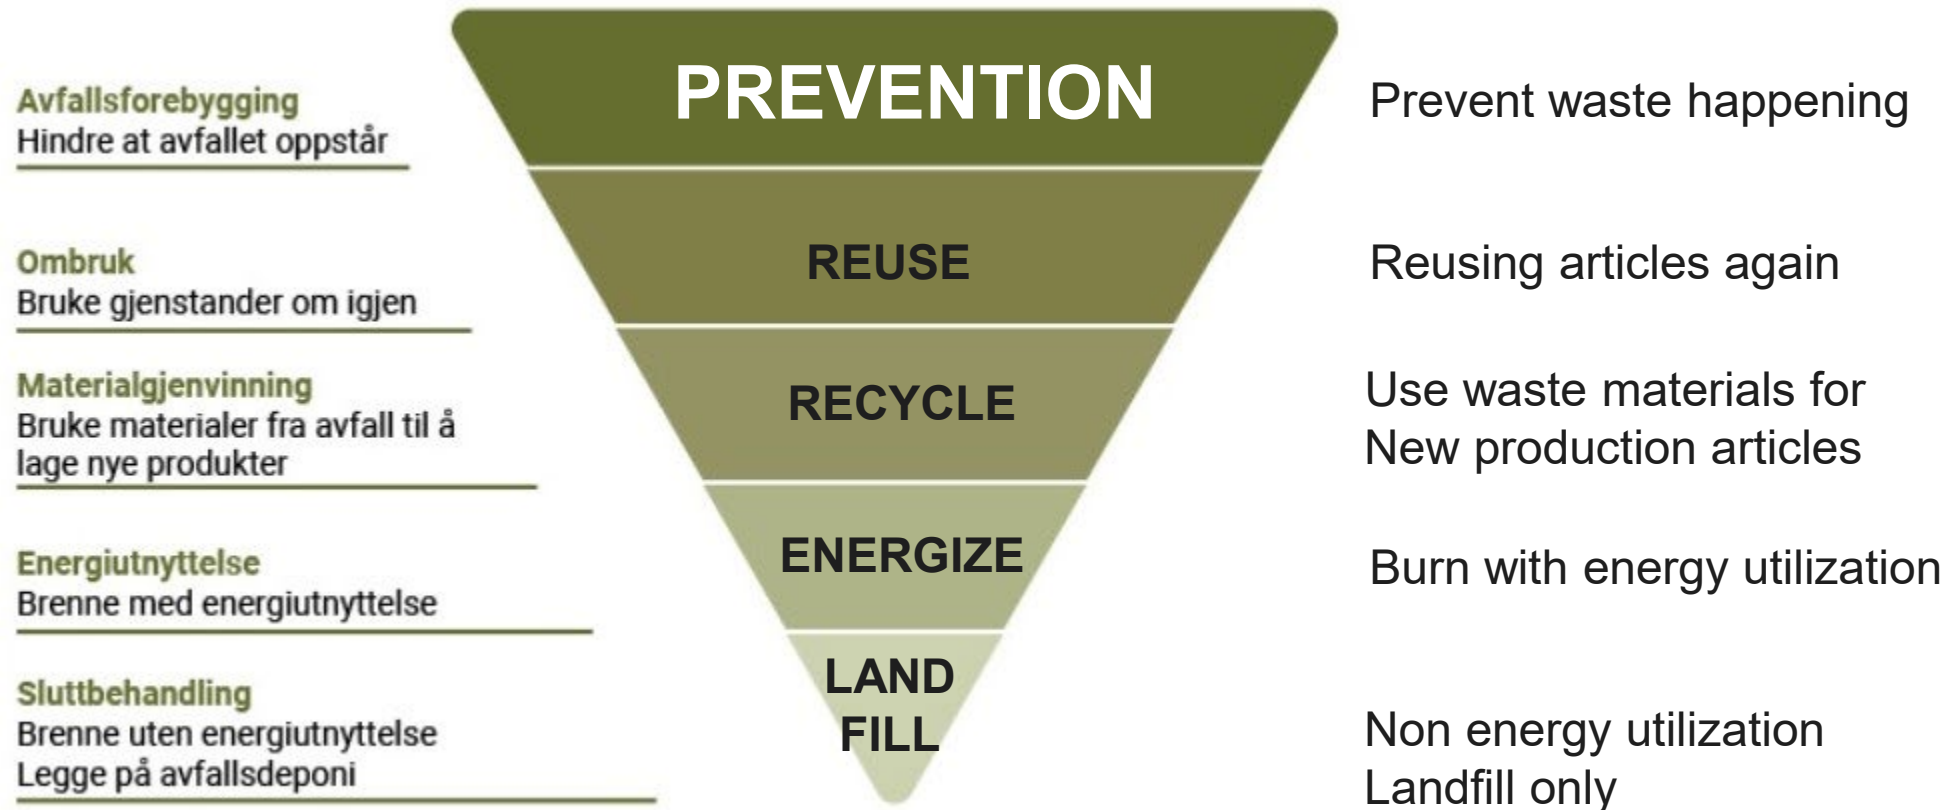 PREVENTION
Avfallsforebygging
Hindre at avfallet oppstår
Prevent waste happening
Ombruk
Bruke gjenstander om igjen
REUSE
Reusing articles again
Materialgjenvinning
Bruke materialer fra avfall til å
lage nye produkter
RECYCLE
Use waste materials for
New production articles
Energiutnyttelse
Brenne med energiutnyttelse
ENERGIZE
Burn with energy utilization
Sluttbehandling
Brenne uten energiutnyttelse
Legge på avfallsdeponi
LAND
FILL
Non energy utilization
Landfill only